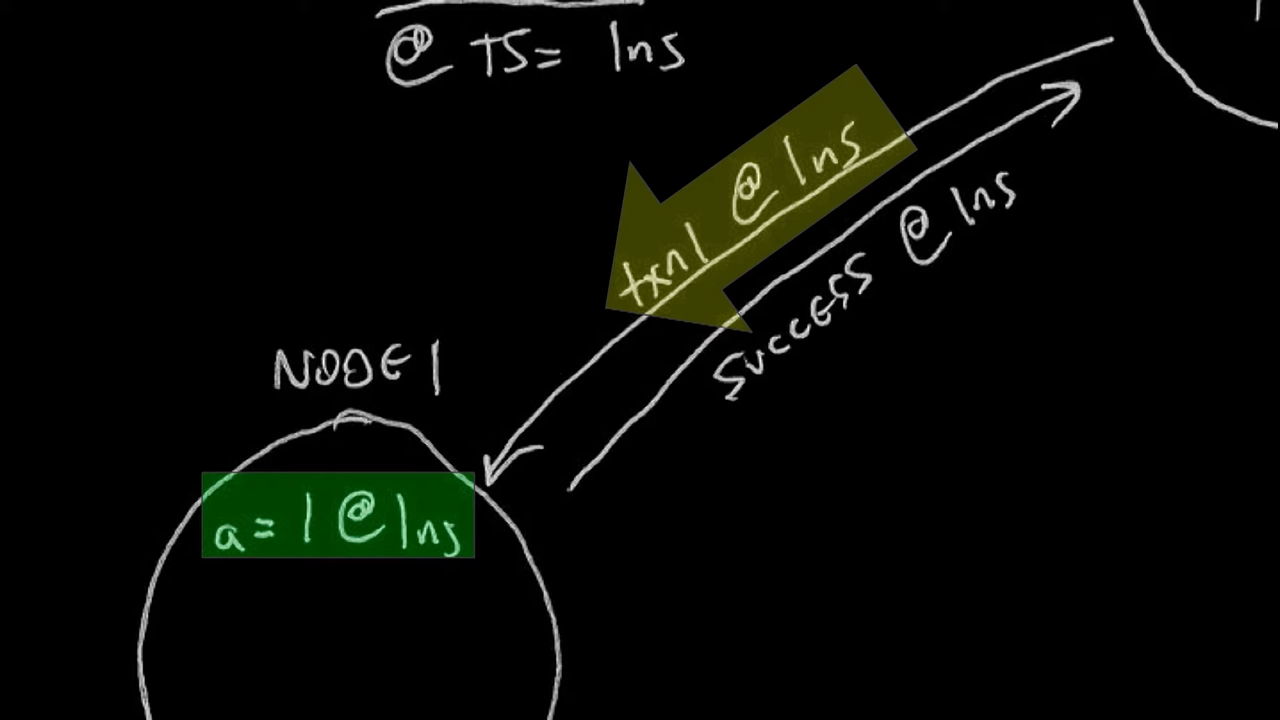 @ TS= 1ns
txn1 @ 1ns
SUCCESS @ 1ns
NODE 1
a = 1 @ 1ns